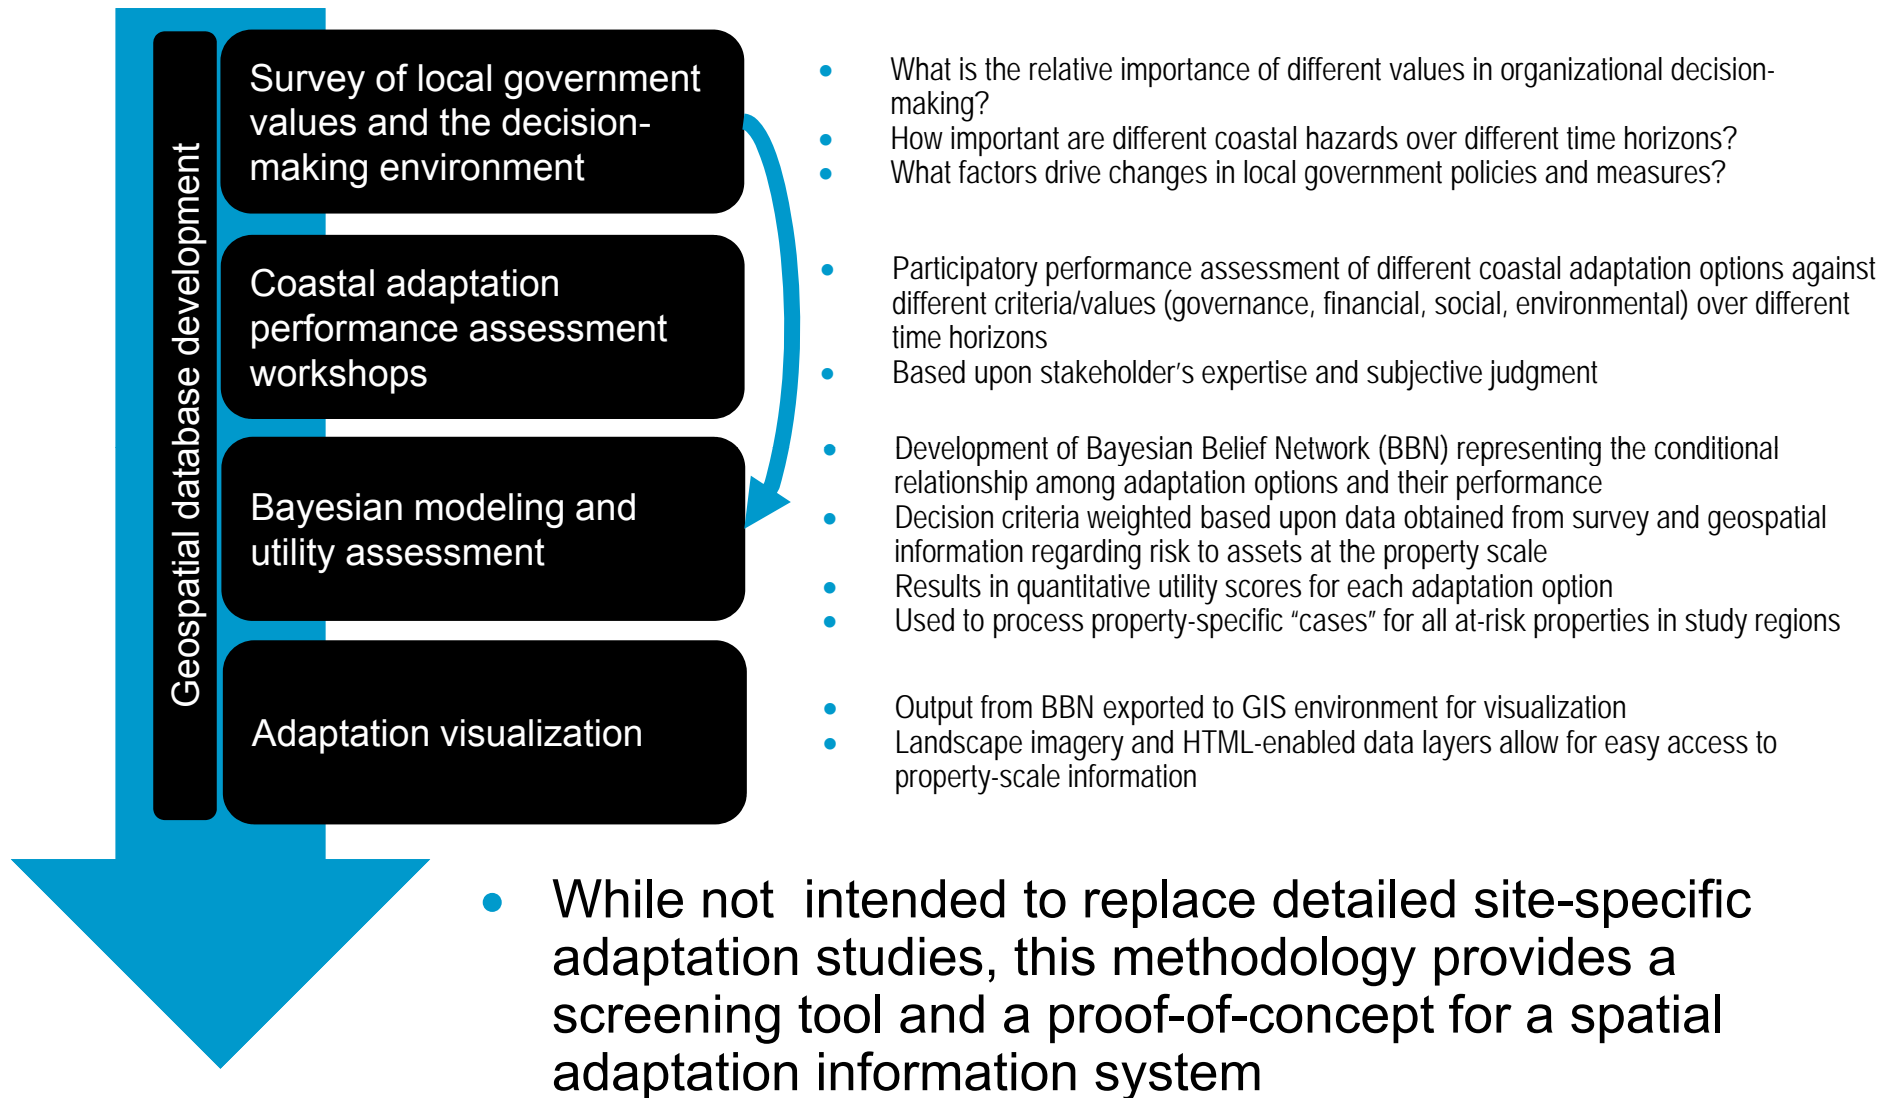 Geospatial database development
Survey of local government
values and the decision-
making environment
• What is the relative importance of different values in organizational decision-
making?
• How important are different coastal hazards over different time horizons?
• What factors drive changes in local government policies and measures?
Coastal adaptation
performance assessment
workshops
• Participatory performance assessment of different coastal adaptation options against
different criteria/values (governance, financial, social, environmental) over different
time horizons
• Based upon stakeholder’s expertise and subjective judgment
Bayesian modeling and
utility assessment
• Development of Bayesian Belief Network (BBN) representing the conditional
relationship among adaptation options and their performance
• Decision criteria weighted based upon data obtained from survey and geospatial
information regarding risk to assets at the property scale
• Results in quantitative utility scores for each adaptation option
• Used to process property-specific “cases” for all at-risk properties in study regions
Adaptation visualization
• Output from BBN exported to GIS environment for visualization
• Landscape imagery and HTML-enabled data layers allow for easy access to
property-scale information
• While not intended to replace detailed site-specific
adaptation studies, this methodology provides a
screening tool and a proof-of-concept for a spatial
adaptation information system